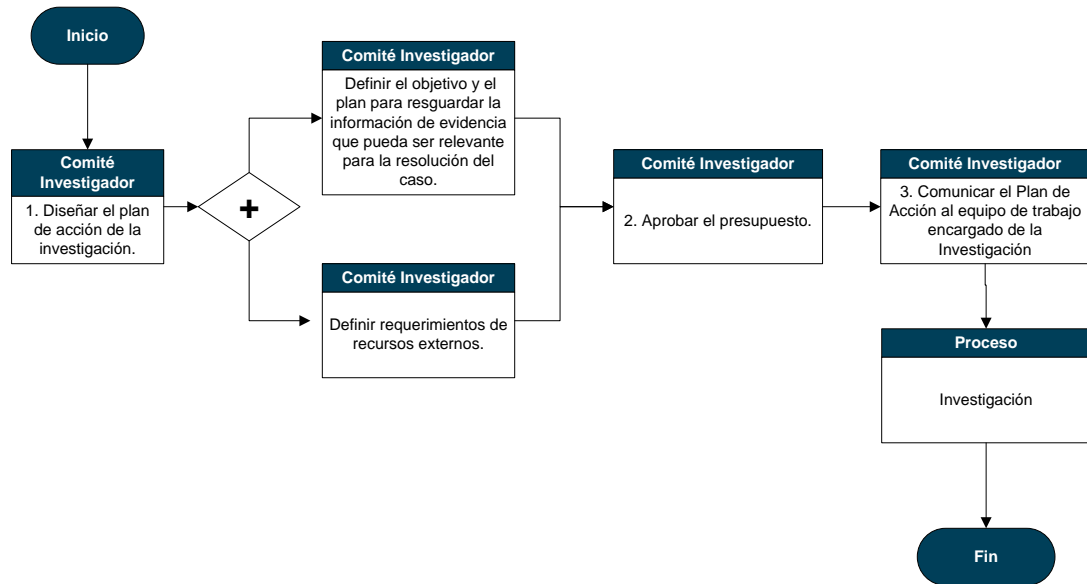 Inicio
Comité
Investigador
1. Diseñar el plan
de acción de la
investigación.
+
Comité Investigador
Definir el objetivo y el
plan para resguardar la
información de evidencia
que pueda ser relevante
para la resolución del
caso.
Comité Investigador
Definir requerimientos de
recursos externos.
Comité Investigador
2. Aprobar el presupuesto.
Comité Investigador
3. Comunicar el Plan de
Acción al equipo de trabajo
encargado de la
Investigación
Proceso
Investigación
Fin